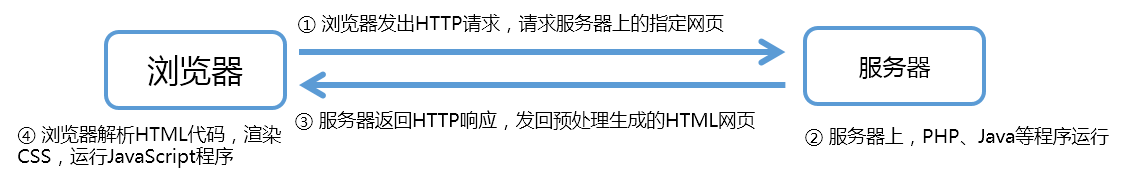 ① 浏览器发出HTTP请求，请求服务器上的指定网页
浏览器
服务器
③ 服务器返回HTTP响应，发回预处理生成的HTML网页
④ 浏览器解析HTML代码，渲染
CSS，运行JavaScript程序
② 服务器上，PHP、Java等程序运行